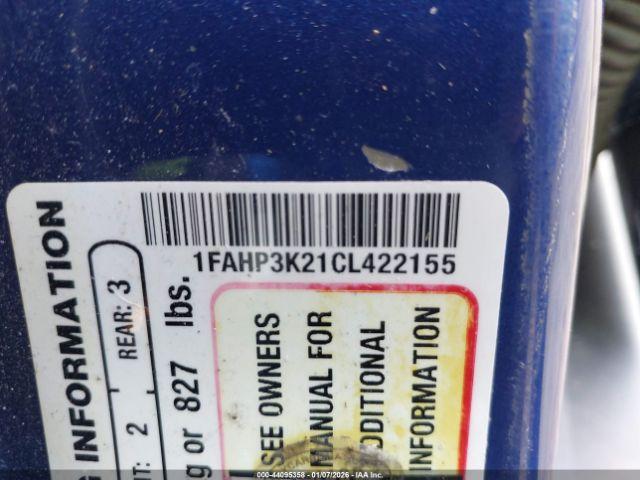 1FAHP3K21CL422155
INFORMATION
REAR: 3
2
or 827 lbs.
SEE OWNERS
MANUAL FOR
INFORMATION
000-44095358 - 01/07/2026 - IAA Inc.